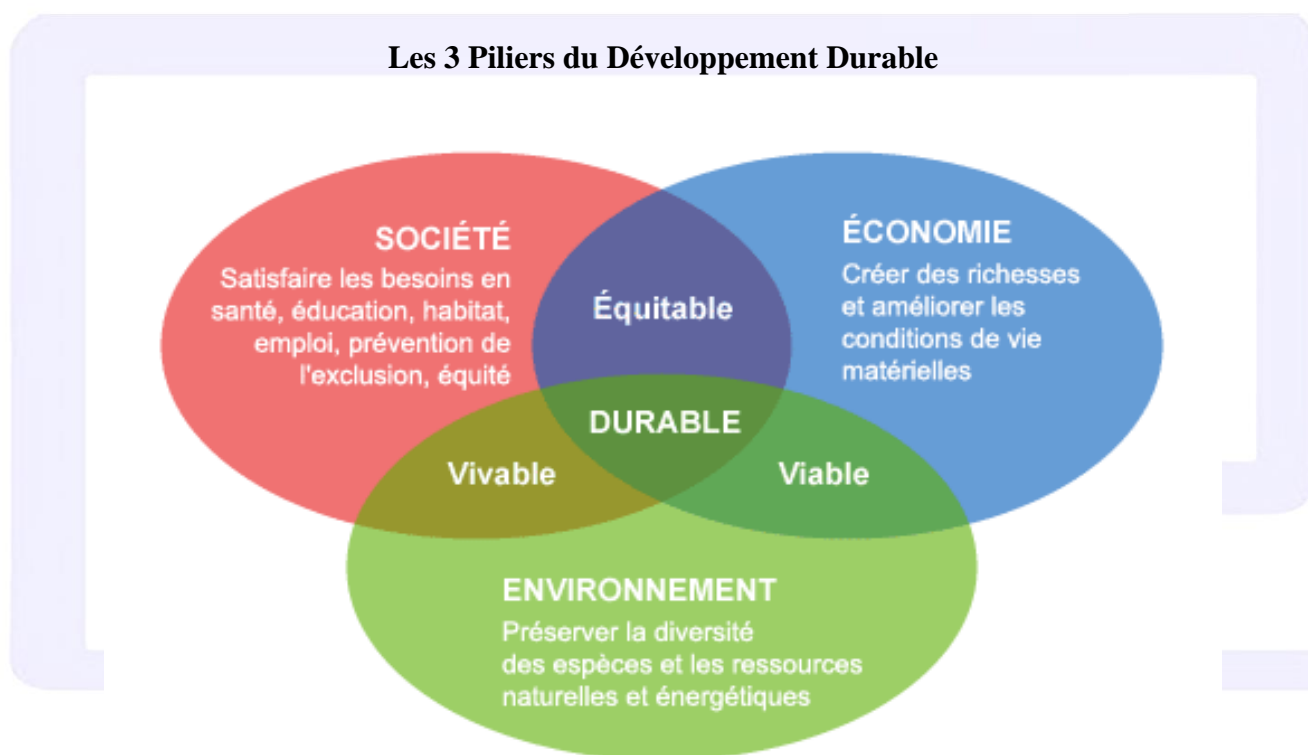 Les 3 Piliers du Développement Durable
SOCIÉTÉ
Satisfaire les besoins en
santé, éducation, habitat,
emploi, prévention de
l'exclusion, équité
ÉCONOMIE
Créer des richesses
et améliorer les
conditions de vie
matérielles
Équitable
DURABLE
Vivable
Viable
ENVIRONNEMENT
Préserver la diversité
des espèces et les ressources
naturelles et énergétiques